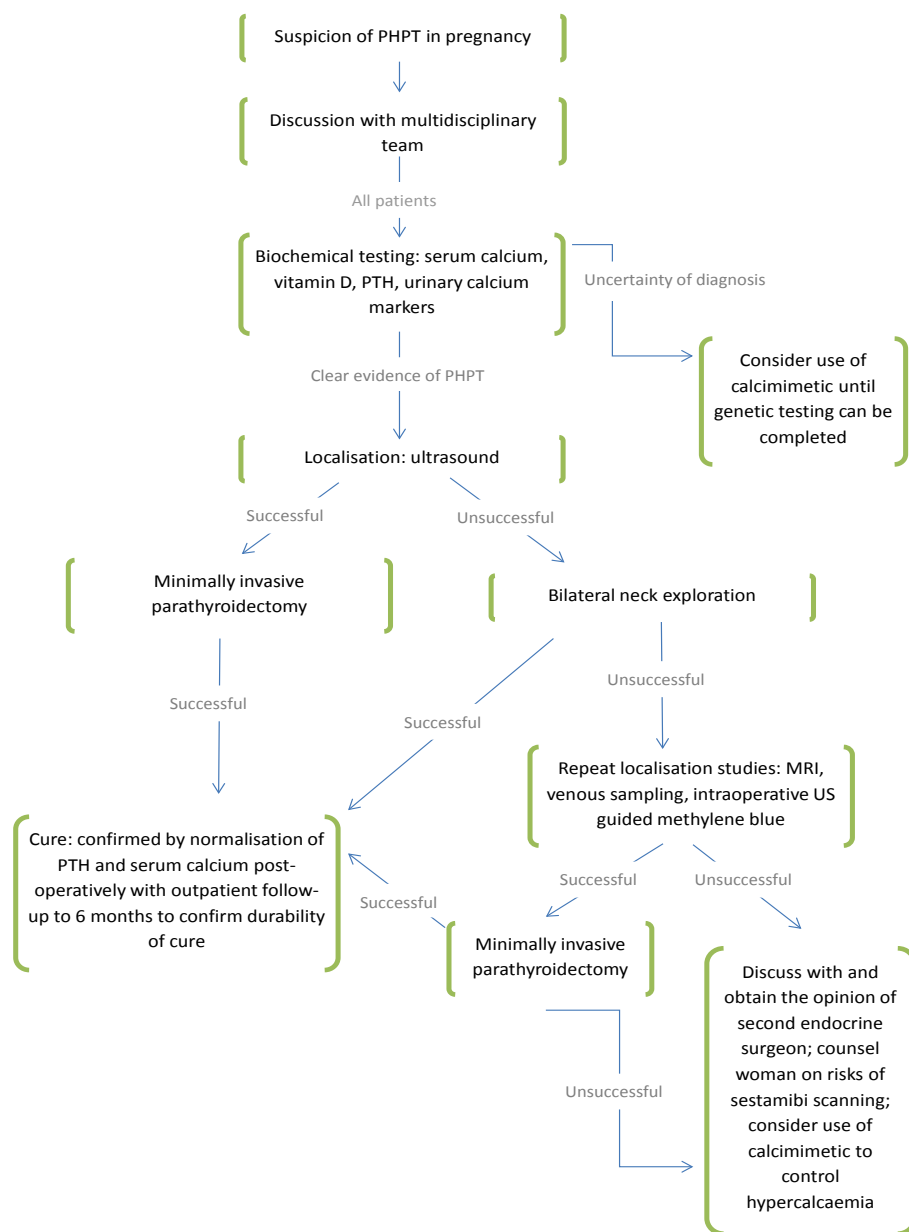 Suspicion of PHPT in pregnancy
Discussion with multidisciplinary
team
All patients
Biochemical testing: serum calcium,
vitamin D, PTH, urinary calcium
markers
Uncertainty of diagnosis
Clear evidence of PHPT
Consider use of
calcimimetic until
genetic testing can be
completed
Localisation: ultrasound
Successful
Unsuccessful
Minimally invasive
parathyroidectomy
Bilateral neck exploration
Successful
Successful
Unsuccessful
Repeat localisation studies: MRI,
venous sampling, intraoperative US
guided methylene blue
Cure: confirmed by normalisation of
PTH and serum calcium post-
operatively with outpatient follow-
up to 6 months to confirm durability
of cure
Successful
Unsuccessful
Successful
Minimally invasive
parathyroidectomy
Discuss with and
obtain the opinion of
second endocrine
surgeon; counsel
woman on risks of
sestamibi scanning;
consider use of
calcimimetic to
control
hypercalcaemia
Unsuccessful